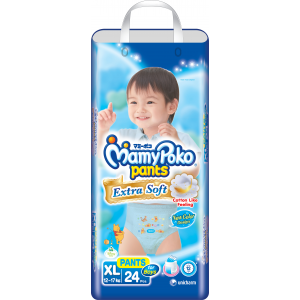 マミーポコ
MamyPoko
pants
Extra Soft
Cotton Like
Feeling
XL
12-17kg
PANTS
24
for
Boys
unicharm